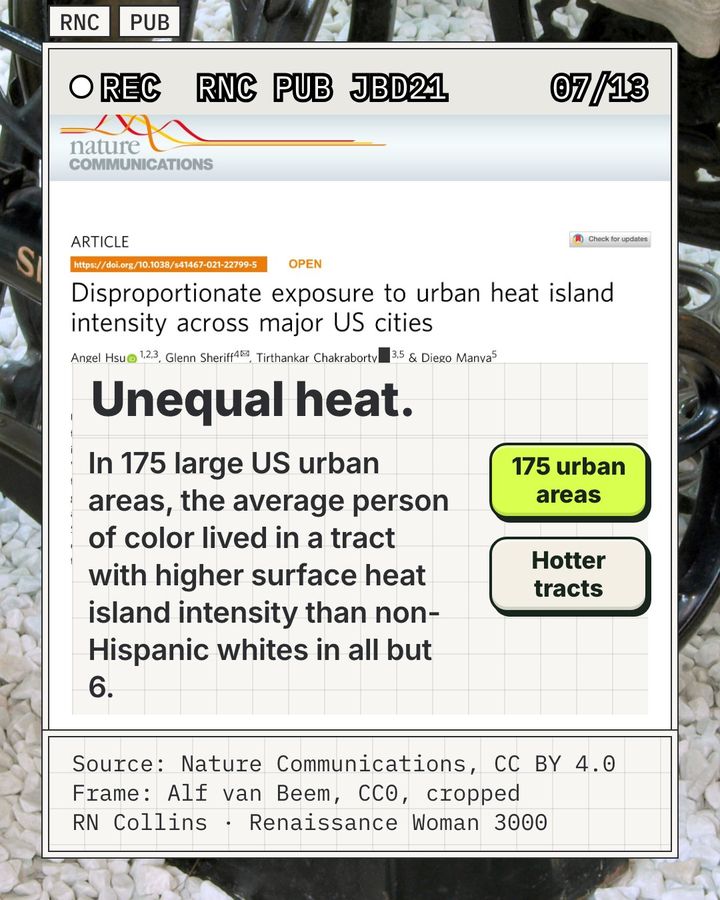 RNC PUB
REC RNC PUB JBD21 07/13
nature
COMMUNICATIONS
ARTICLE
Check for updates
https://doi.org/10.1038/s41467-021-22799-5 OPEN
Disproportionate exposure to urban heat island
intensity across major US cities
Angel Hsu 1,2,3, Glenn Sheriff4✉, Tirthankar Chakraborty 3,5 & Diego Manya5
Unequal heat.
In 175 large US urban
areas, the average person
of color lived in a tract
with higher surface heat
island intensity than non-
Hispanic whites in all but
6.
175 urban
areas
Hotter
tracts
Source: Nature Communications, CC BY 4.0
Frame: Alf van Beem, CC0, cropped
RN Collins · Renaissance Woman 3000